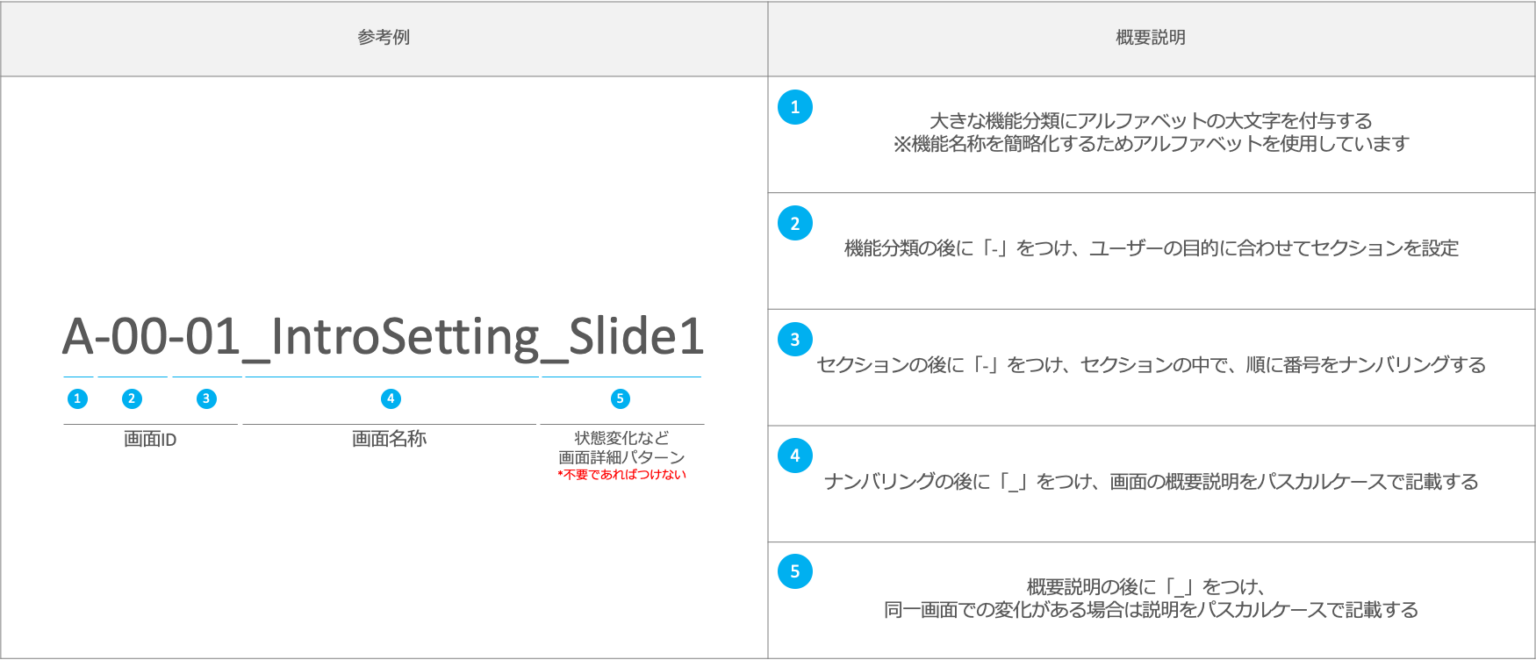 参考例
概要説明
A-00-01_IntroSetting_Slide1
1
2
3
4
5
画面ID
画面名称
状態変化など
画面詳細パターン
*不要であればつけない
1
大きな機能分類にアルファベットの大文字を付与する
※機能名称を簡略化するためアルファベットを使用しています
2
機能分類の後に「-」をつけ、ユーザーの目的に合わせてセクションを設定
3
セクションの後に「-」をつけ、セクションの中で、順に番号をナンバリングする
4
ナンバリングの後に「_」をつけ、画面の概要説明をパスカルケースで記載する
5
概要説明の後に「_」をつけ、
同一画面での変化がある場合は説明をパスカルケースで記載する